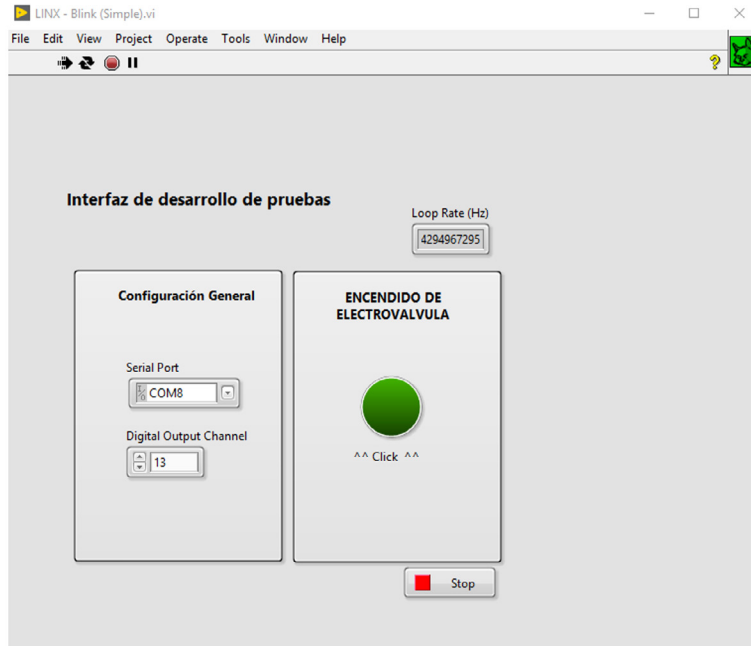 LINX - Blink (Simple).vi
File Edit View Project Operate Tools Window Help
Interfaz de desarrollo de pruebas
Loop Rate (Hz)
4294967295
Configuración General
Serial Port
COM8
Digital Output Channel
13
ENCENDIDO DE
ELECTROVALVULA
^^ Click ^^
Stop